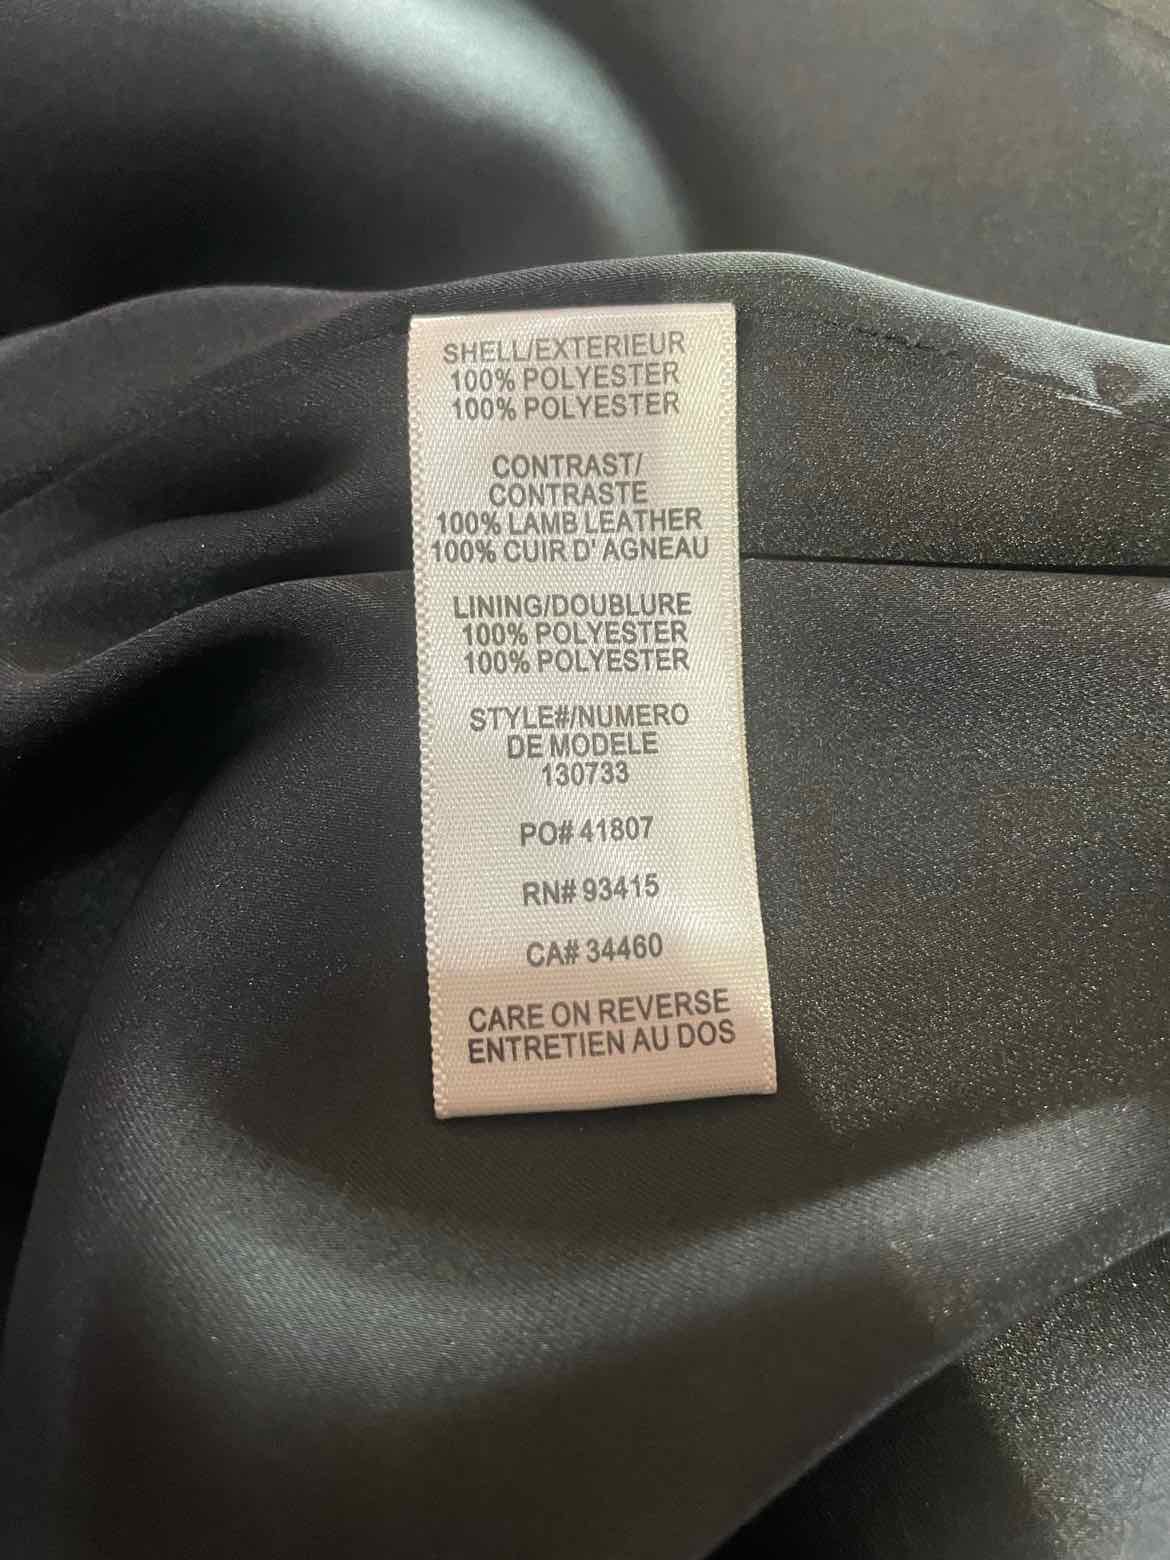 SHELL/EXTERIEUR
100% POLYESTER
100% POLYESTER
CONTRAST/
CONTRASTE
100% LAMB LEATHER
100% CUIR D' AGNEAU
LINING/DOUBLURE
100% POLYESTER
100% POLYESTER
STYLE#/NUMERO
DE MODELE
130733
PO# 41807
RN# 93415
CA# 34460
CARE ON REVERSE
ENTRETIEN AU DOS